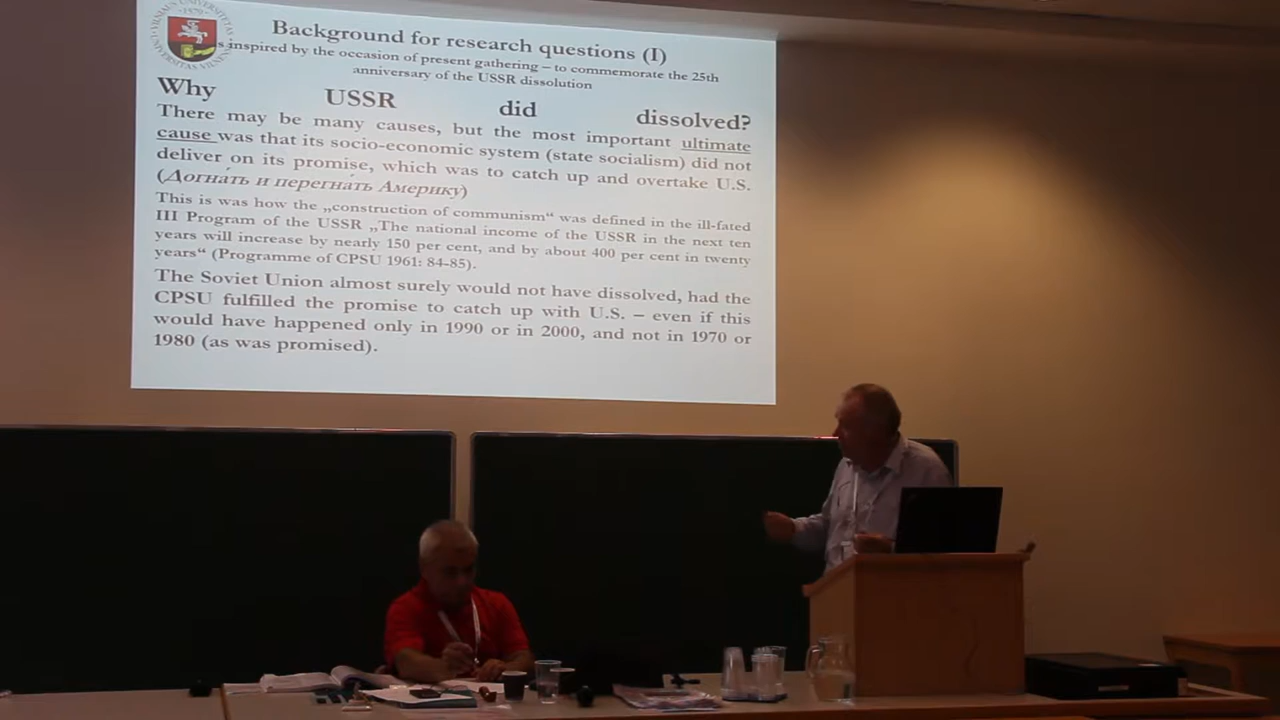 Background for research questions (I)
s inspired by the occasion of present gathering – to commemorate the 25th
anniversary of the USSR dissolution
Why USSR did dissolved?
There may be many causes, but the most important ultimate
cause was that its socio-economic system (state socialism) did not
deliver on its promise, which was to catch up and overtake U.S.
(Догна́ть и перегна́ть Америку)
This is was how the „construction of communism“ was defined in the ill-fated
III Program of the USSR „The national income of the USSR in the next ten
years will increase by nearly 150 per cent, and by about 400 per cent in twenty
years“ (Programme of CPSU 1961: 84-85).
The Soviet Union almost surely would not have dissolved, had the
CPSU fulfilled the promise to catch up with U.S. – even if this
would have happened only in 1990 or in 2000, and not in 1970 or
1980 (as was promised).